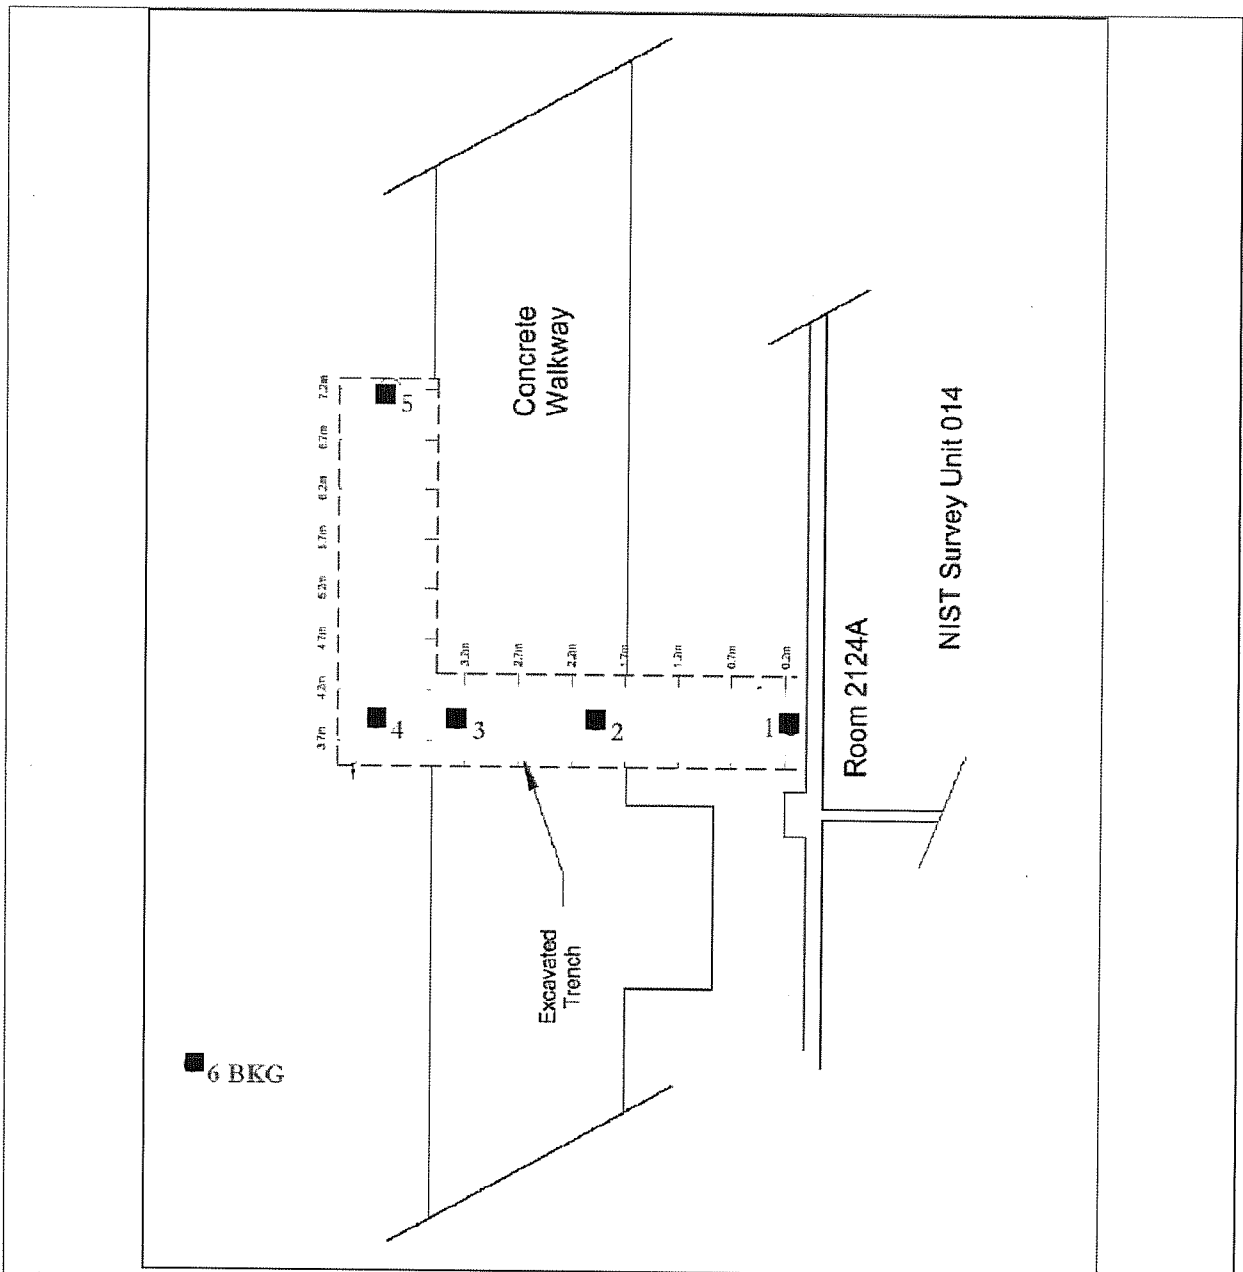 Concrete
Walkway
7.2m
6.7m
6.2m
5.7m
5.2m
4.7m
4.2m
3.7m
5
3.2m
2.7m
2.2m
1.7m
1.2m
0.7m
0.2m
4
3
2
1
Room 2124A
NIST Survey Unit 014
Excavated
Trench
6 BKG